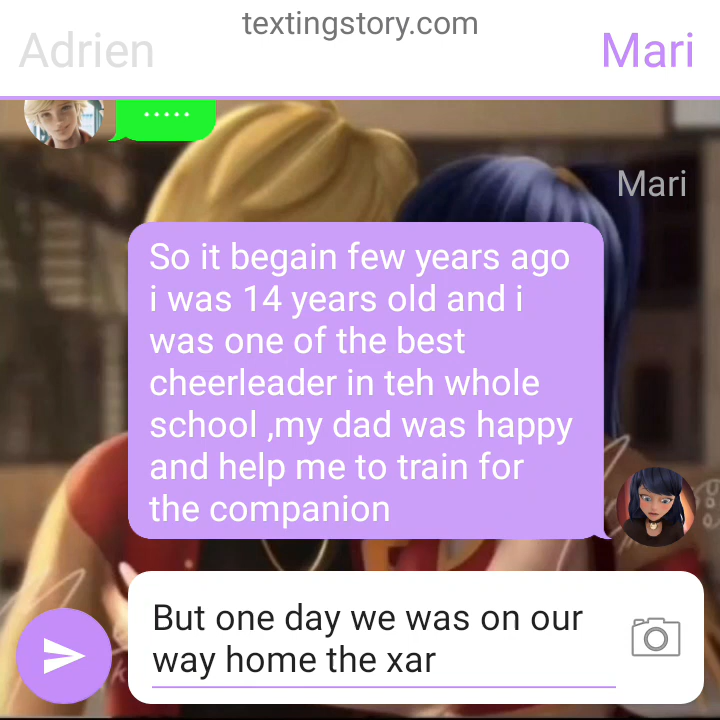 textingstory.com
Adrien
Mari
.....
Mari
So it begain few years ago
i was 14 years old and i
was one of the best
cheerleader in teh whole
school ,my dad was happy
and help me to train for
the companion
But one day we was on our
way home the xar